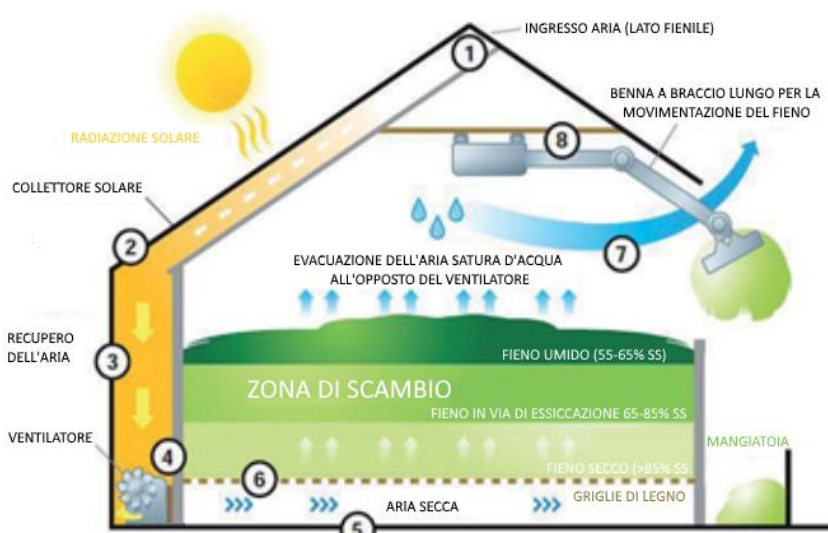 INGRESSO ARIA (LATO FIENILE)
1
BENNA A BRACCIO LUNGO PER LA
MOVIMENTAZIONE DEL FIENO
RADIAZIONE SOLARE
8
COLLETTORE SOLARE
2
7
EVACUAZIONE DELL'ARIA SATURA D'ACQUA
ALL'OPPOSTO DEL VENTILATORE
RECUPERO
DELL'ARIA
3
FIENO UMIDO (55-65% SS)
ZONA DI SCAMBIO
FIENO IN VIA DI ESSICCAZIONE 65-85% SS
VENTILATORE
4
MANGIATOIA
FIENO SECCO (>85% SS
6
GRIGLIE DI LEGNO
ARIA SECCA
5